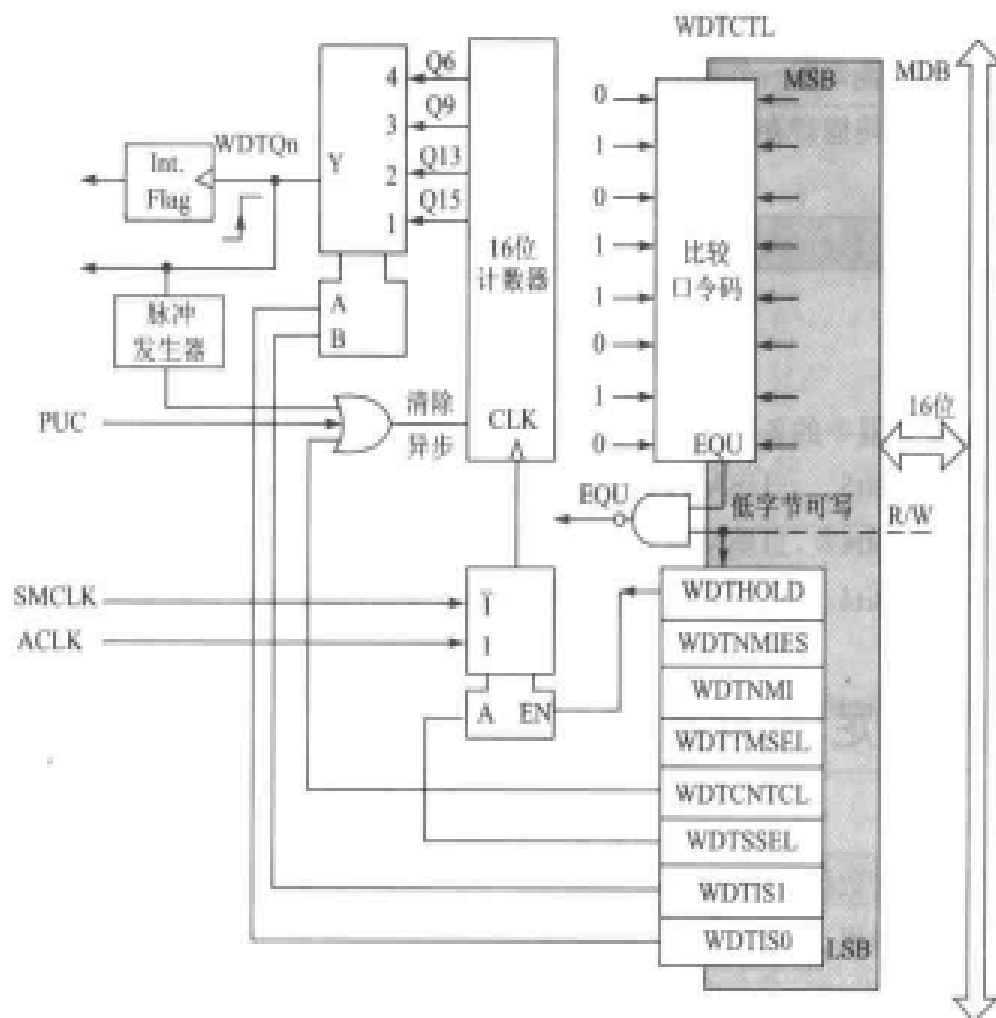 WDTCTL
MDB
MSB
4
3
2
1
Y
Q6
Q9
Q13
Q15
WDTQn
Int.
Flag
16位
计数器
CLK
A
B
脉冲
发生器
PUC
清除
异步
0
1
0
1
1
0
1
0
比较
口令码
EQU
16位
EQU
低字节可写
R/W
SMCLK
ACLK
1
1
A
EN
WDTHOLD
WDTNMIES
WDTNMI
WDTTMSEL
WDTCNTCL
WDTSSEL
WDTIS1
WDTIS0
LSB